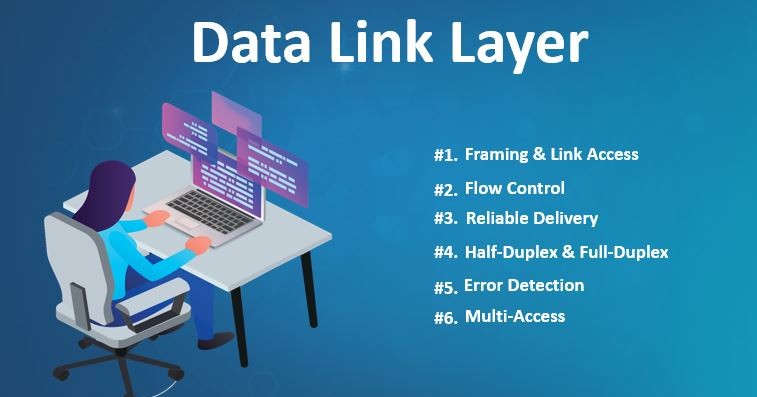 Data Link Layer
#1. Framing & Link Access
#2. Flow Control
#3. Reliable Delivery
#4. Half-Duplex & Full-Duplex
#5. Error Detection
#6. Multi-Access